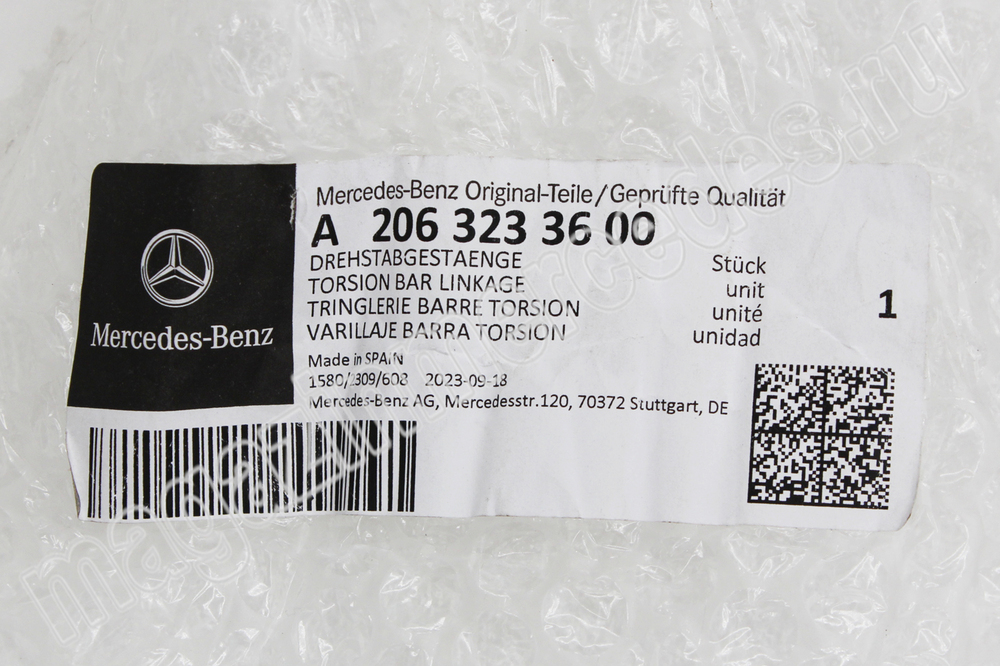 Mercedes-Benz Original-Teile/Geprüfte Qualität
A 206 323 36 00
DREHSTABGESTAENGE
TORSION BAR LINKAGE
TRINGLERIE BARRE TORSION
VARILLAJE BARRA TORSION
Stück
unit
unité
unidad
1
Mercedes-Benz
Made in SPAIN
1580/2309/608 2023-09-18
Mercedes-Benz AG, Mercedesstr.120, 70372 Stuttgart, DE